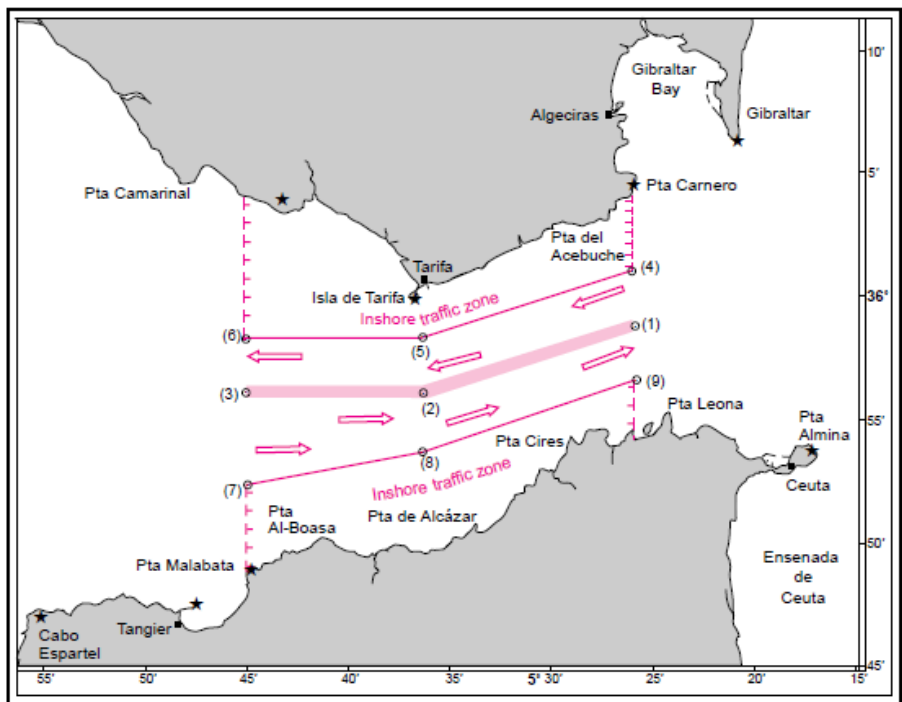 10'
Gibraltar
Bay
Algeciras
Gibraltar
5'
Pta Camarinal
Pta Carnero
Pta del
Acebuche
(4)
Tarifa
Isla de Tarifa
36°
Inshore traffic zone
(1)
(6)
(5)
(9)
(3)
(2)
Pta Leona
55'
Pta
Almina
Pta Cires
(8)
Ceuta
(7)
Inshore traffic zone
Pta
Al-Boasa
Pta de Alcázar
50'
Pta Malabata
Ensenada
de
Ceuta
Tangier
Cabo
Espartel
45'
55'
50'
45'
40'
35'
5°30'
25'
20'
15'